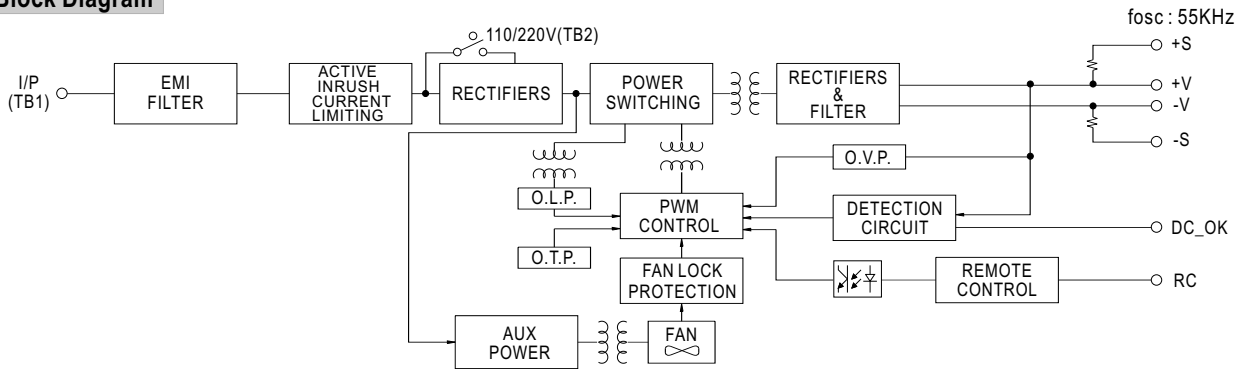 Block Diagram
fosc : 55KHz
110/220V(TB2)
+S
I/P
(TB1)
EMI
FILTER
ACTIVE
INRUSH
CURRENT
LIMITING
RECTIFIERS
POWER
SWITCHING
RECTIFIERS
&
FILTER
+V
-V
-S
O.V.P.
O.L.P.
PWM
CONTROL
DETECTION
CIRCUIT
DC_OK
O.T.P.
FAN LOCK
PROTECTION
REMOTE
CONTROL
RC
AUX
POWER
FAN